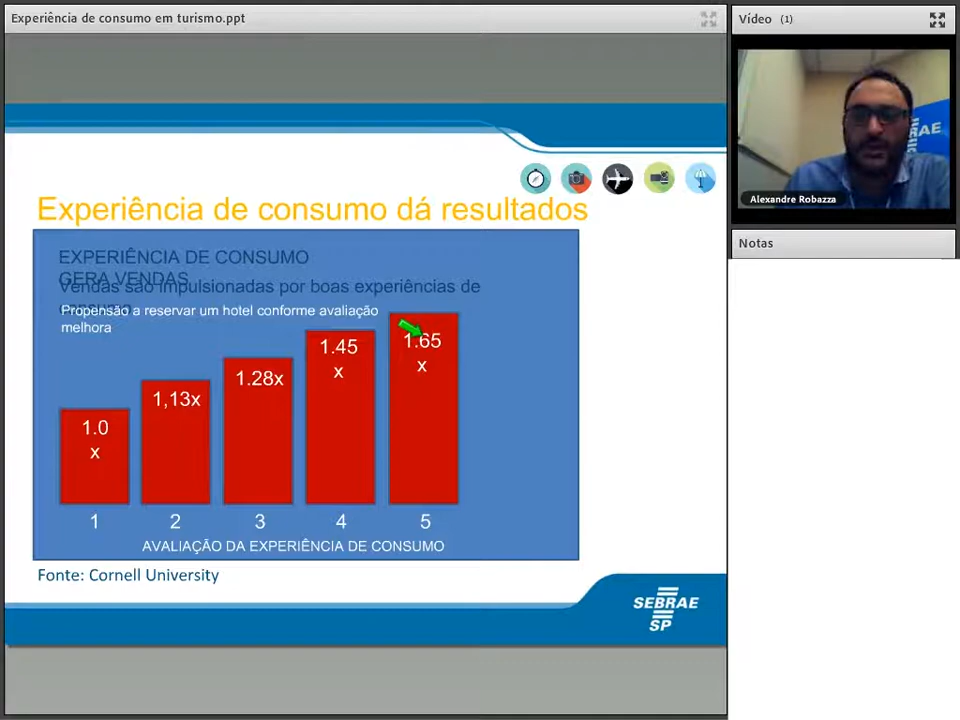 Experiência de consumo em turismo.ppt
Vídeo (1)
EAE
Alexandre Robazza
Notas
Experiência de consumo dá resultados
EXPERIÊNCIA DE CONSUMO
GERA VENDAS
Vendas são impulsionadas por boas experiências de
consumo
Propensão a reservar um hotel conforme avaliação
melhora
1.0
x
1,13x
1.28x
1.45
x
1.65
x
1
2
3
4
5
AVALIAÇÃO DA EXPERIÊNCIA DE CONSUMO
Fonte: Cornell University
SEBRAE
SP